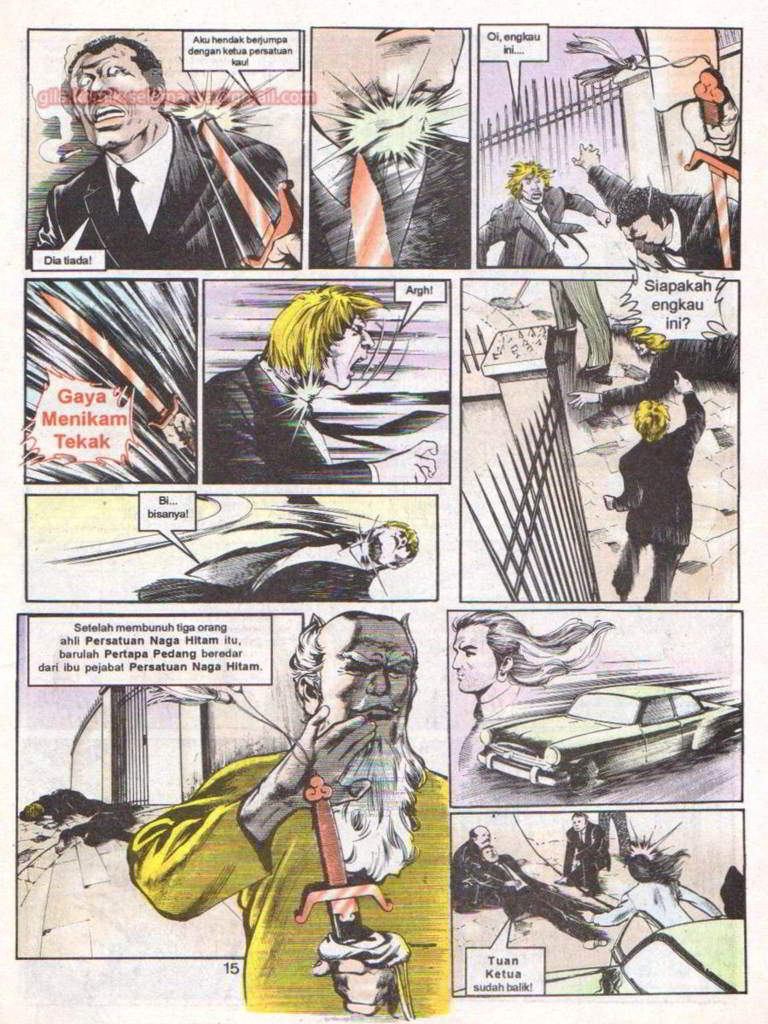 Aku hendak berjumpa
dengan ketua persatuan
kau!
Dia tiada!
Oi, engkau
ini....
Gaya
Menikam
Tekak
Argh!
Siapakah
engkau
ini?
Bi...
bisanya!
Setelah membunuh tiga orang
ahli Persatuan Naga Hitam itu,
barulah Pertapa Pedang beredar
dari ibu pejabat Persatuan Naga Hitam.
Tuan
Ketua
sudah balik!
15